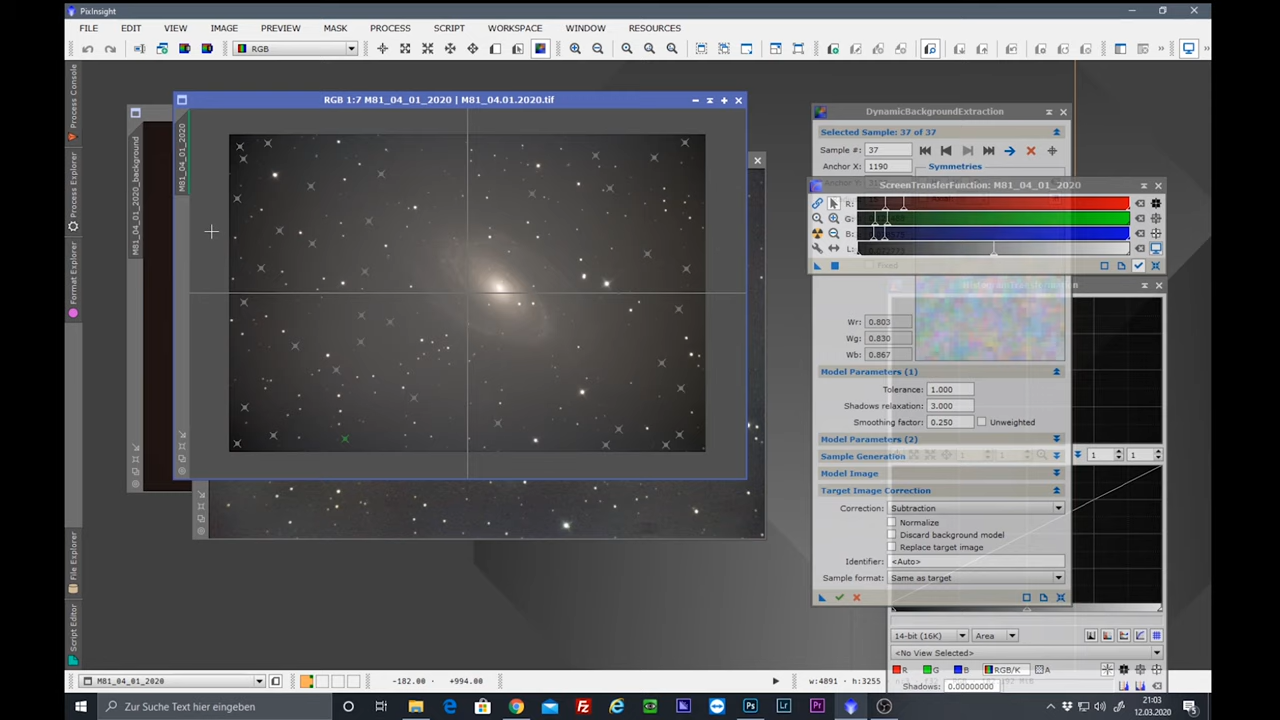 PixInsight
FILE EDIT VIEW IMAGE PREVIEW MASK PROCESS SCRIPT WORKSPACE WINDOW RESOURCES
RGB
Process Console
Process Explorer
Format Explorer
File Explorer
Script Editor
RGB 1:7 M81_04_01_2020 | M81_04.01.2020.tif
M81_04_01_2020
M81_04_01_2020_background
DynamicBackgroundExtraction
Selected Sample: 37 of 37
Sample #: 37
Anchor X: 1190
Symmetries
ScreenTransferFunction: M81_04_01_2020
R:
G:
B:
L:
Fixed
Wr: 0.803
Wg: 0.830
Wb: 0.867
Model Parameters (1)
Tolerance: 1.000
Shadows relaxation: 3.000
Smoothing factor: 0.250 Unweighted
Model Parameters (2)
Sample Generation
1 1
Model Image
Target Image Correction
Correction: Subtraction
Normalize
Discard background model
Replace target image
Identifier: <Auto>
Sample format: Same as target
14-bit (16K) Area
<No View Selected>
R G B RGB/K A
Shadows: 0.00000000
M81_04_01_2020 -182.00 +994.00 w:4891 h:3255
Zur Suche Text hier eingeben
21:03
12.03.2020
5